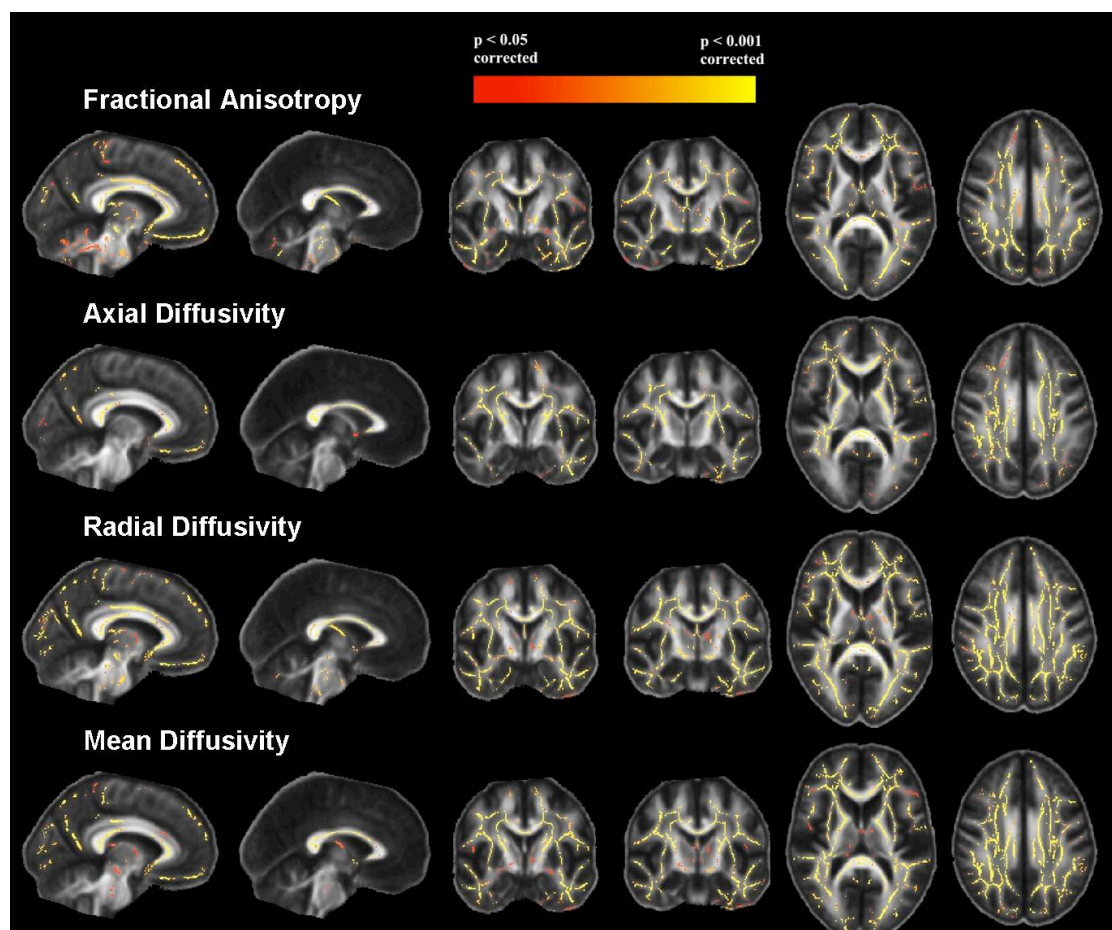 p < 0.05
corrected
p < 0.001
corrected
Fractional Anisotropy
Axial Diffusivity
Radial Diffusivity
Mean Diffusivity